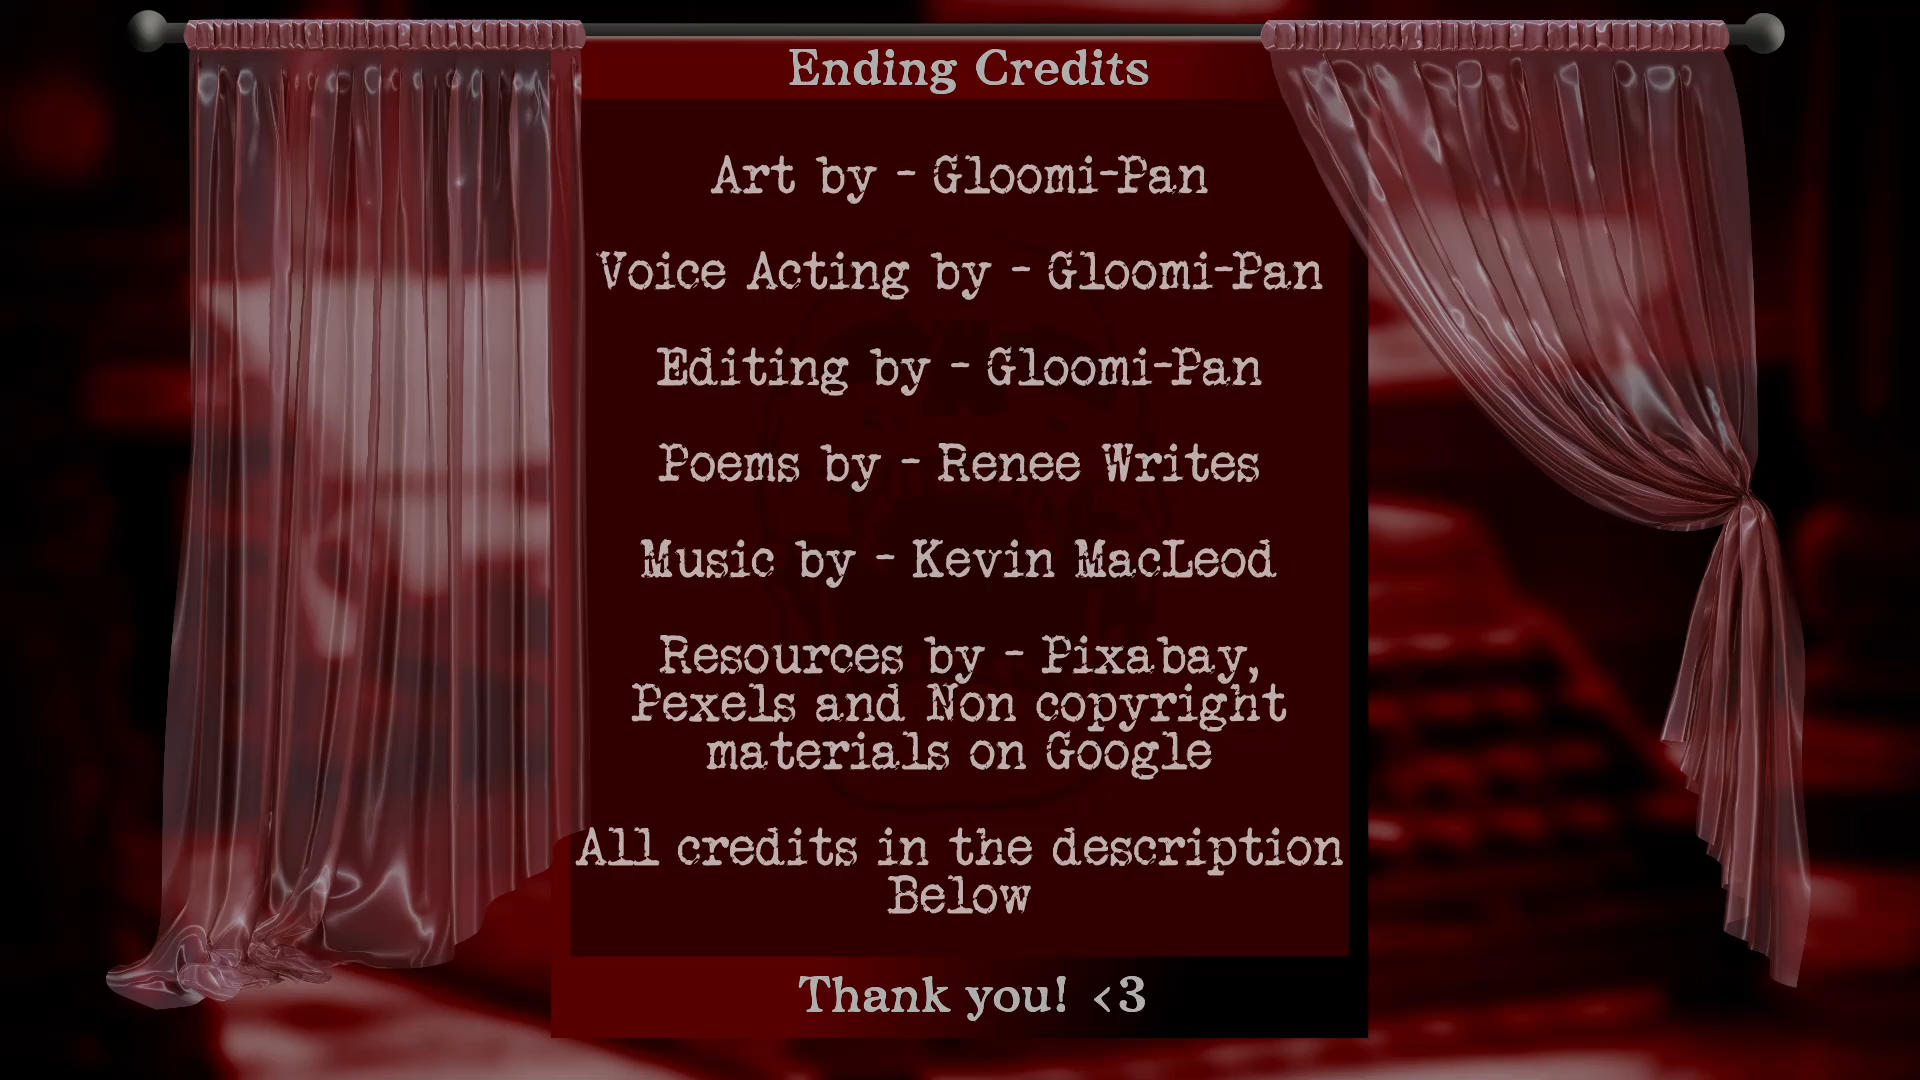 Ending Credits
Art by - Gloomi-Pan
Voice Acting by - Gloomi-Pan
Editing by - Gloomi-Pan
Poems by - Renee Writes
Music by - Kevin MacLeod
Resources by - Pixabay,
Pexels and Non copyright
materials on Google
All credits in the description
Below
Thank you! <3